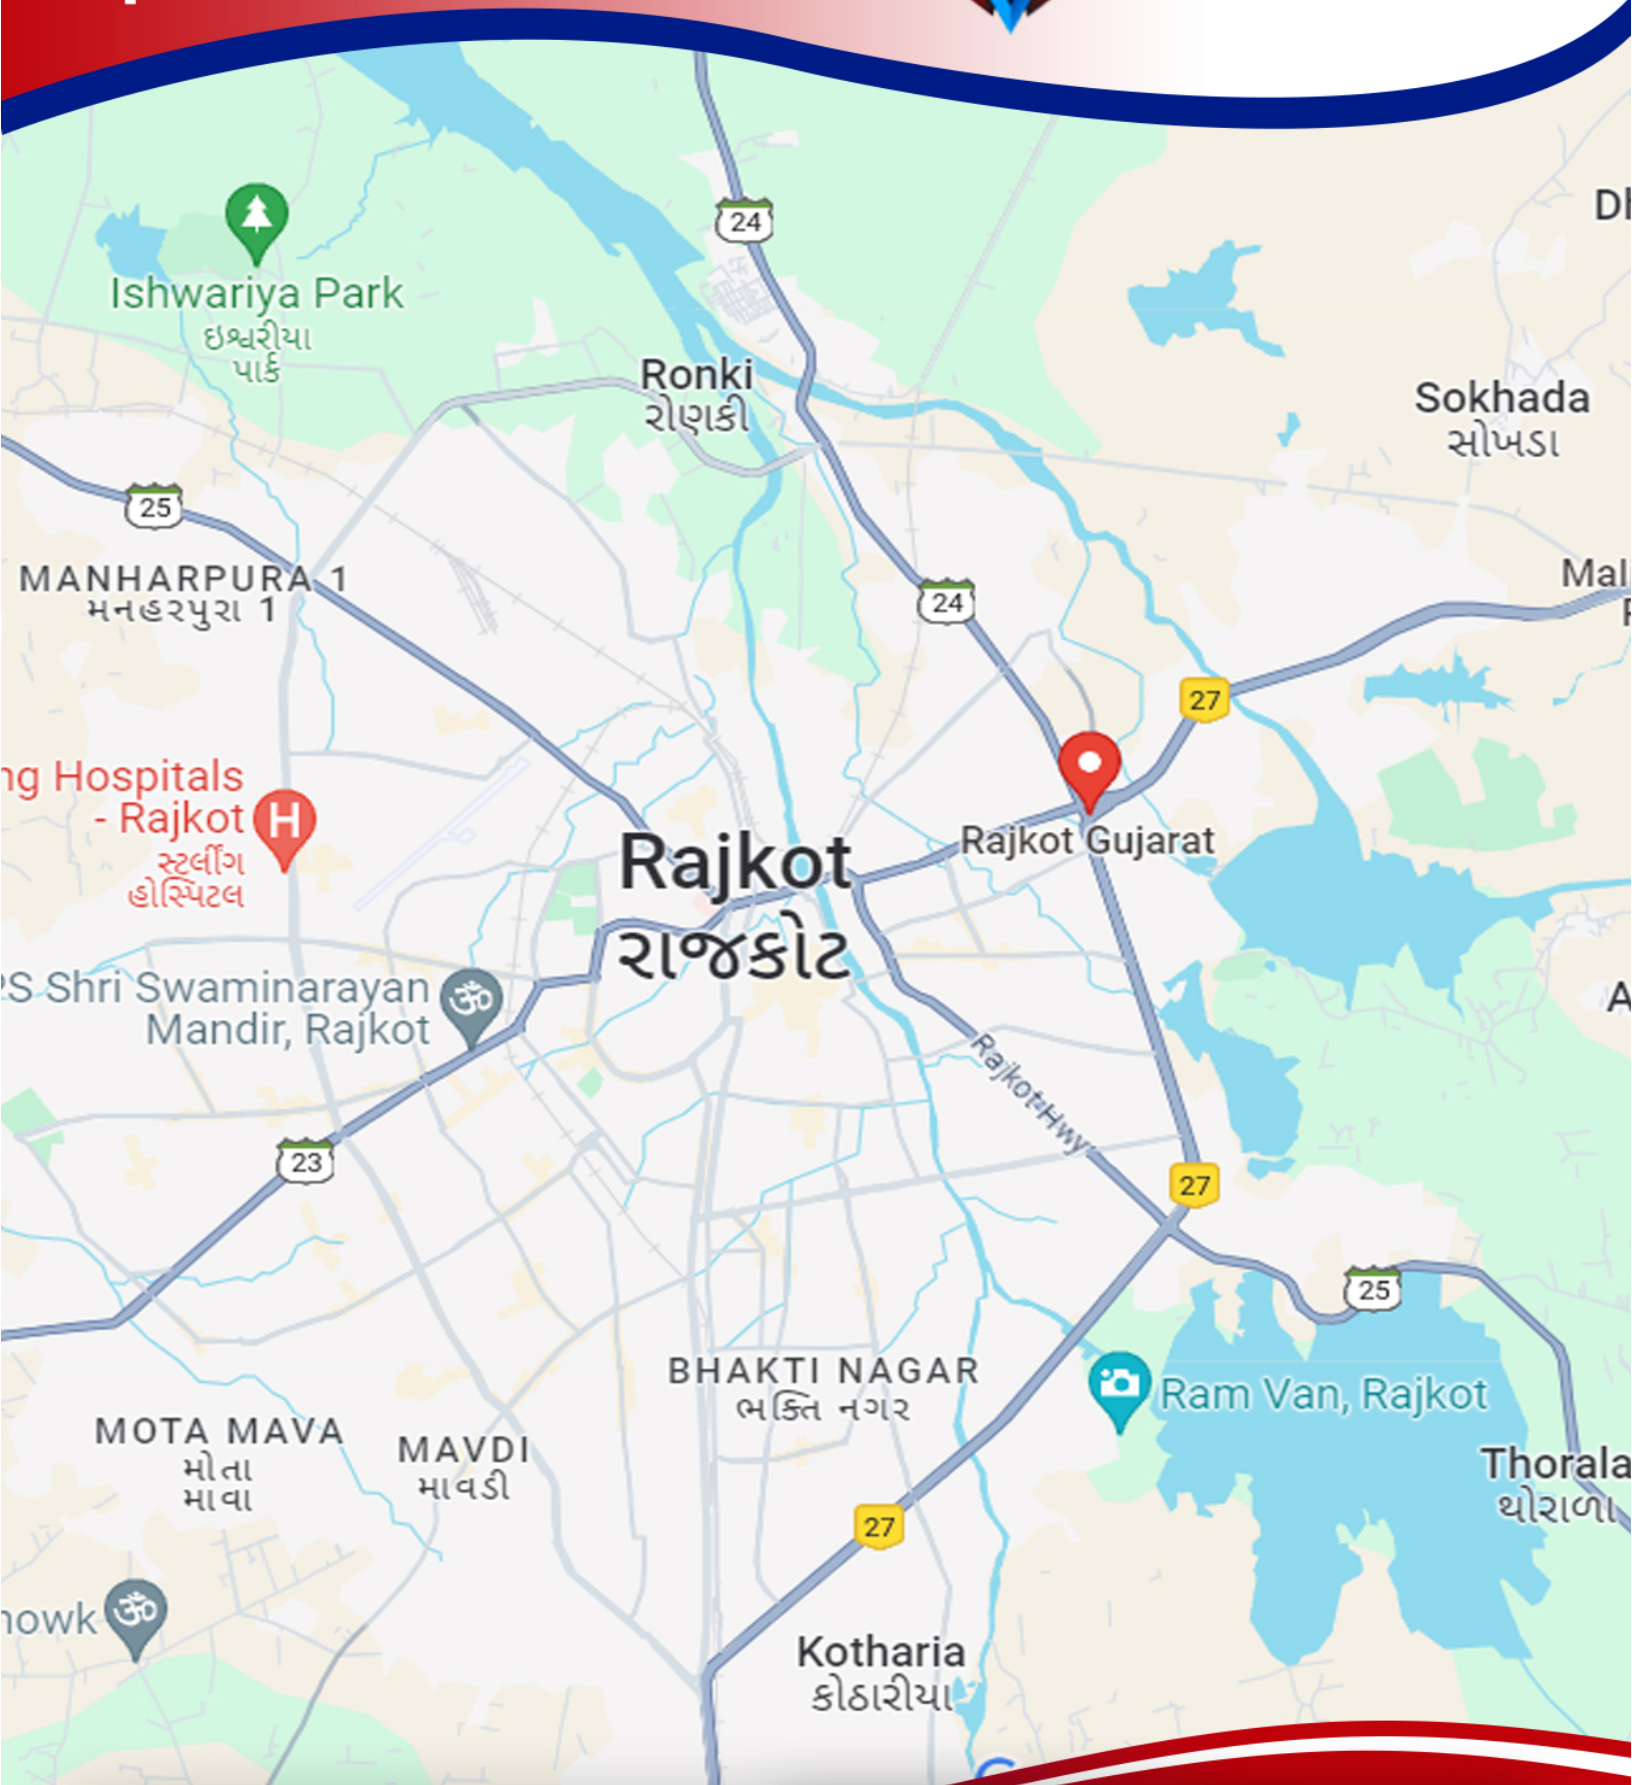 24
Ishwariya Park
ઇશ્વરીયા
પાર્ક
Ronki
રોણકી
Sokhada
સોખડા
25
MANHARPURA 1
મનહરપુરા 1
24
27
ng Hospitals
- Rajkot
સ્ટર્લીંગ
હોસ્પિટલ
H
Rajkot
રાજકોટ
Rajkot Gujarat
S Shri Swaminarayan
Mandir, Rajkot
ૐ
Rajkot Hwy
23
27
25
BHAKTI NAGAR
ભક્તિ નગર
Ram Van, Rajkot
MOTA MAVA
મોતા
માવા
MAVDI
માવડી
Thorala
થોરાળા
27
howk
ૐ
Kotharia
કોઠારીયા